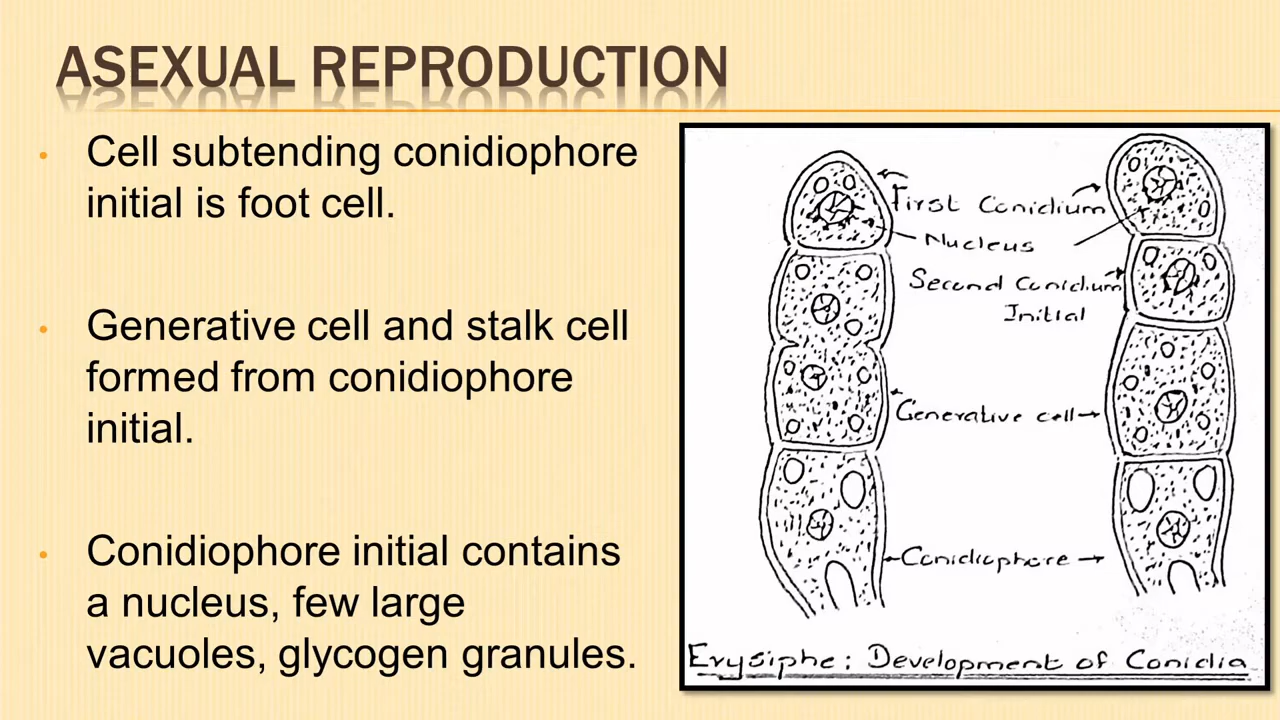 ASEXUAL REPRODUCTION
• Cell subtending conidiophore
initial is foot cell.
• Generative cell and stalk cell
formed from conidiophore
initial.
• Conidiophore initial contains
a nucleus, few large
vacuoles, glycogen granules.
First Conidium
Nucleus
Second Conidium
Initial
Generative cell
Conidiophore
Erysiphe: Development of Conidia